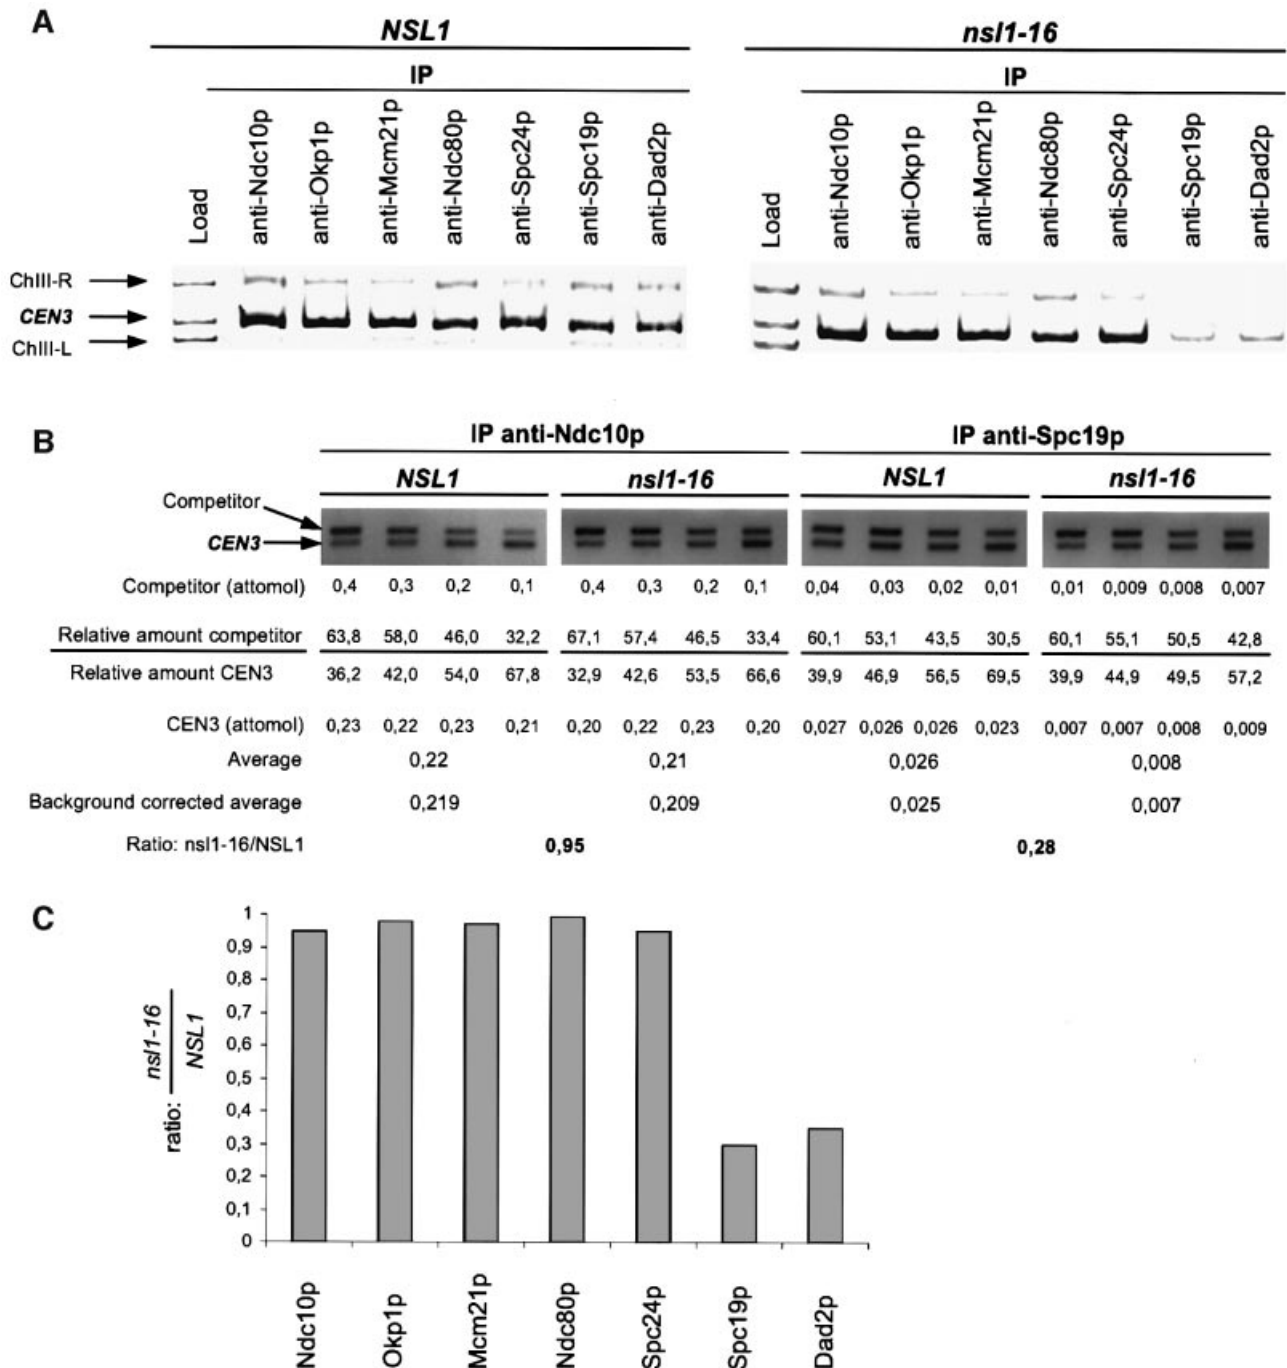 A
NSL1
nsl1-16
IP
IP
Load
anti-Ndc10p
anti-Okp1p
anti-Mcm21p
anti-Ndc80p
anti-Spc24p
anti-Spc19p
anti-Dad2p
Load
anti-Ndc10p
anti-Okp1p
anti-Mcm21p
anti-Ndc80p
anti-Spc24p
anti-Spc19p
anti-Dad2p
ChIII-R
CEN3
ChIII-L
B
IP anti-Ndc10p IP anti-Spc19p
NSL1 nsl1-16 NSL1 nsl1-16
Competitor
CEN3
Competitor (attomol) 0,4 0,3 0,2 0,1 0,4 0,3 0,2 0,1 0,04 0,03 0,02 0,01 0,01 0,009 0,008 0,007
Relative amount competitor 63,8 58,0 46,0 32,2 67,1 57,4 46,5 33,4 60,1 53,1 43,5 30,5 60,1 55,1 50,5 42,8
Relative amount CEN3 36,2 42,0 54,0 67,8 32,9 42,6 53,5 66,6 39,9 46,9 56,5 69,5 39,9 44,9 49,5 57,2
CEN3 (attomol) 0,23 0,22 0,23 0,21 0,20 0,22 0,23 0,20 0,027 0,026 0,026 0,023 0,007 0,007 0,008 0,009
Average 0,22 0,21 0,026 0,008
Background corrected average 0,219 0,209 0,025 0,007
Ratio: nsl1-16/NSL1 0,95 0,28
C
ratio: nsl1-16 NSL1
1
0,9
0,8
0,7
0,6
0,5
0,4
0,3
0,2
0,1
0
Ndc10p
Okp1p
Mcm21p
Ndc80p
Spc24p
Spc19p
Dad2p